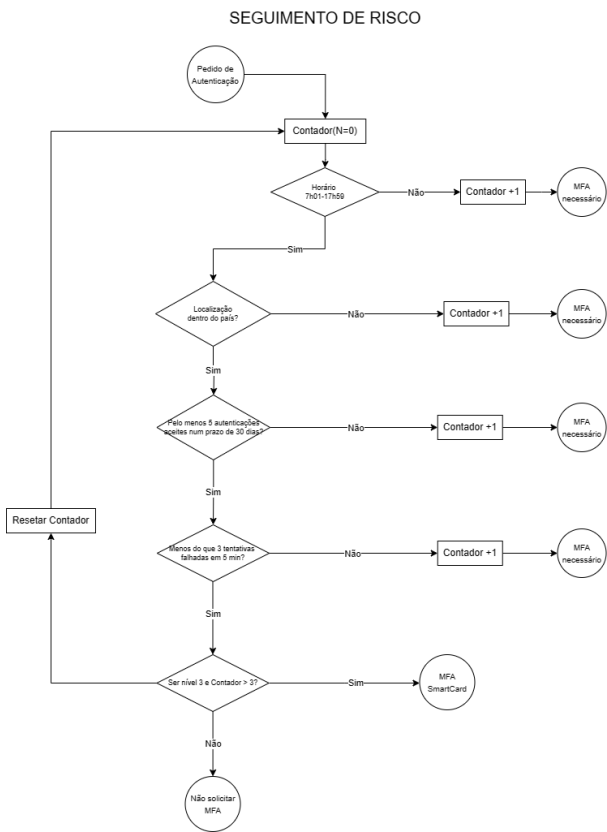 SEGUIMENTO DE RISCO
Pedido de
Autenticação
Contador(N=0)
Horário
7h01-17h59
Não
Contador +1
MFA
necessário
Sim
Localização
dentro do país?
Não
Contador +1
MFA
necessário
Sim
Pelo menos 5 autenticações
aceites num prazo de 30 dias?
Não
Contador +1
MFA
necessário
Sim
Resetar Contador
Menos do que 3 tentativas
falhadas em 5 min?
Não
Contador +1
MFA
necessário
Sim
Ser nível 3 e Contador > 3?
Sim
MFA
SmartCard
Não
Não solicitar
MFA